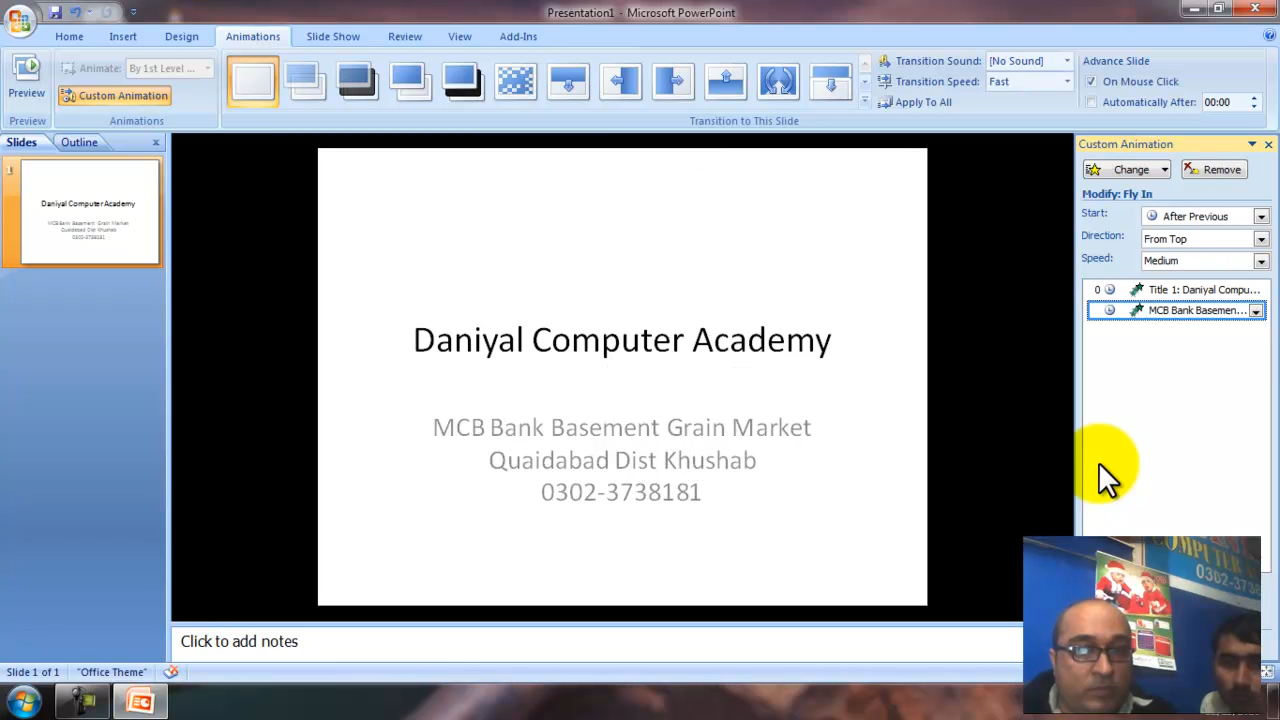 Presentation1 - Microsoft PowerPoint
Home Insert Design Animations Slide Show Review View Add-Ins
Preview
Animate: By 1st Level ...
Custom Animation
Transition Sound: [No Sound]
Transition Speed: Fast
Apply To All
Advance Slide
On Mouse Click
Automatically After: 00:00
Preview Animations Transition to This Slide
Slides Outline
1
Daniyal Computer Academy
MCB Bank Basement Grain Market
Quaidabad Dist Khushab
0302-3738181
Daniyal Computer Academy
MCB Bank Basement Grain Market
Quaidabad Dist Khushab
0302-3738181
Custom Animation
Change Remove
Modify: Fly In
Start: After Previous
Direction: From Top
Speed: Medium
0 Title 1: Daniyal Compu...
MCB Bank Basemen...
COMPUTER
0302-3738
Click to add notes
Slide 1 of 1 "Office Theme"